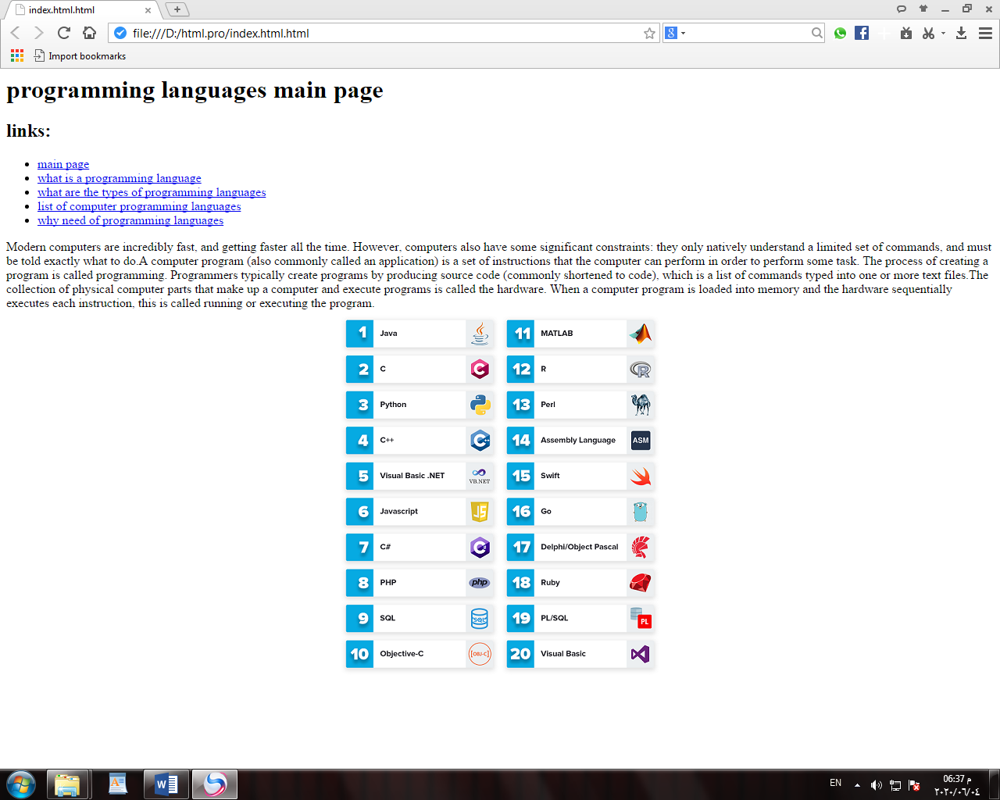 index.html.html
file:///D:/html.pro/index.html.html
Import bookmarks
programming languages main page
links:
main page
what is a programming language
what are the types of programming languages
list of computer programming languages
why need of programming languages
Modern computers are incredibly fast, and getting faster all the time. However, computers also have some significant constraints: they only natively understand a limited set of commands, and must
be told exactly what to do.A computer program (also commonly called an application) is a set of instructions that the computer can perform in order to perform some task. The process of creating a
program is called programming. Programmers typically create programs by producing source code (commonly shortened to code), which is a list of commands typed into one or more text files.The
collection of physical computer parts that make up a computer and execute programs is called the hardware. When a computer program is loaded into memory and the hardware sequentially
executes each instruction, this is called running or executing the program.
1 Java
2 C
3 Python
4 C++
5 Visual Basic .NET VB.NET
6 Javascript JS
7 C#
8 PHP php
9 SQL SQL
10 Objective-C [OBJ-C]
11 MATLAB
12 R R
13 Perl
14 Assembly Language ASM
15 Swift
16 Go
17 Delphi/Object Pascal
18 Ruby
19 PL/SQL PL
20 Visual Basic
EN
06:37 م
٢٠٢٠/٠٦/٠٤